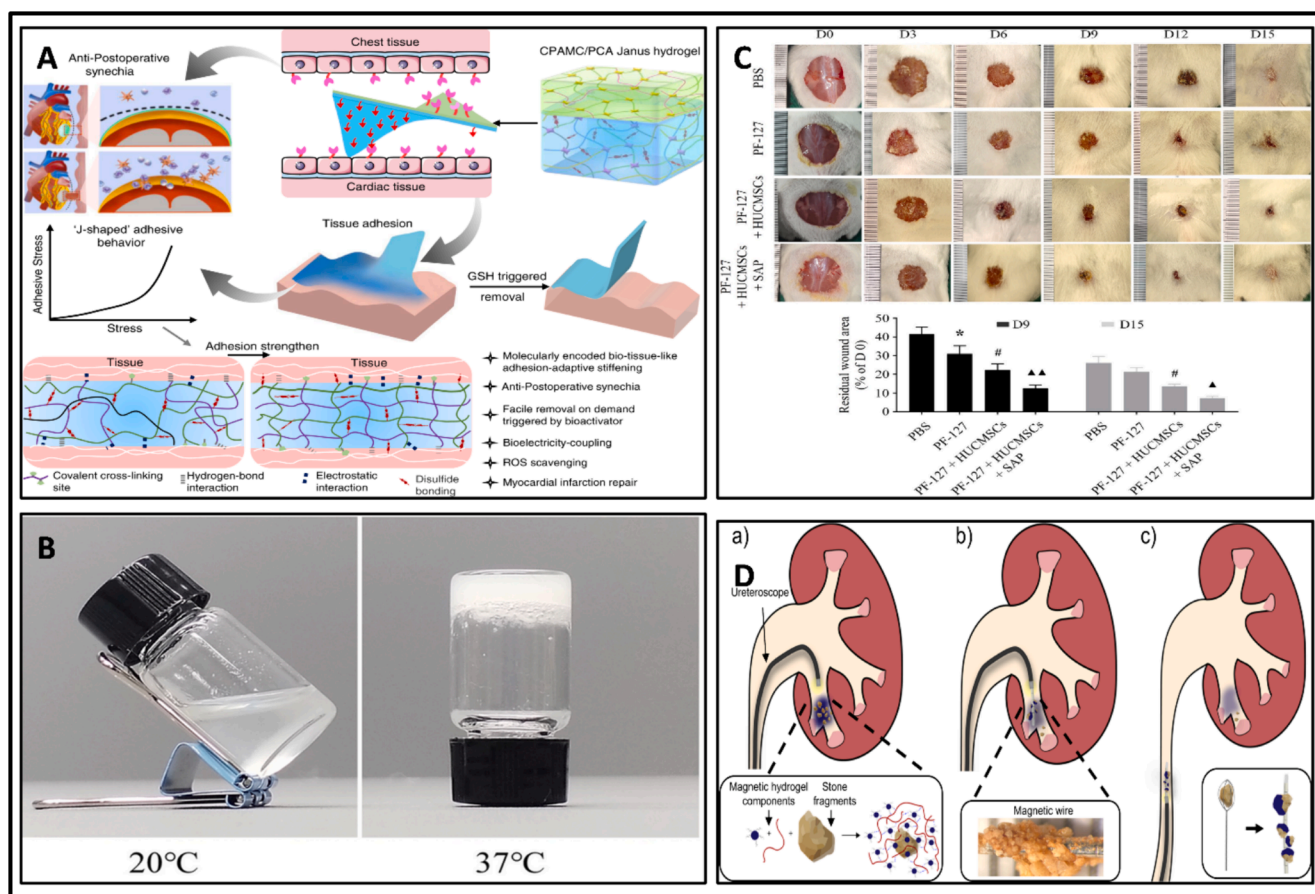 A
Anti-Postoperative
synechia
Chest tissue
CPAMC/PCA Janus hydrogel
Cardiac tissue
Tissue adhesion
GSH triggered
removal
'J-shaped' adhesive
behavior
Adhesive Stress
Stress
Adhesion strengthen
Tissue
Tissue
Molecularly encoded bio-tissue-like
adhesion-adaptive stiffening
Anti-Postoperative synechia
Facile removal on demand
triggered by bioactivator
Bioelectricity-coupling
ROS scavenging
Myocardial infarction repair
Covalent cross-linking
site
Hydrogen-bond
interaction
Electrostatic
interaction
Disulfide
bonding
B
20°C
37°C
C
D0 D3 D6 D9 D12 D15
PBS
PF-127
PF-127
+ HUCMSCs
PF-127
+ HUCMSCs
+ SAP
Residual wound area
(% of D 0)
50
40
30
20
10
0
*
#
▲▲
#
▲
D9
D15
PBS
PF-127
PF-127 + HUCMSCs
PF-127 + HUCMSCs
+ SAP
PBS
PF-127
PF-127 + HUCMSCs
PF-127 + HUCMSCs
+ SAP
D
a)
b)
c)
Ureteroscope
Magnetic hydrogel
components
Stone
fragments
+
+
Magnetic wire